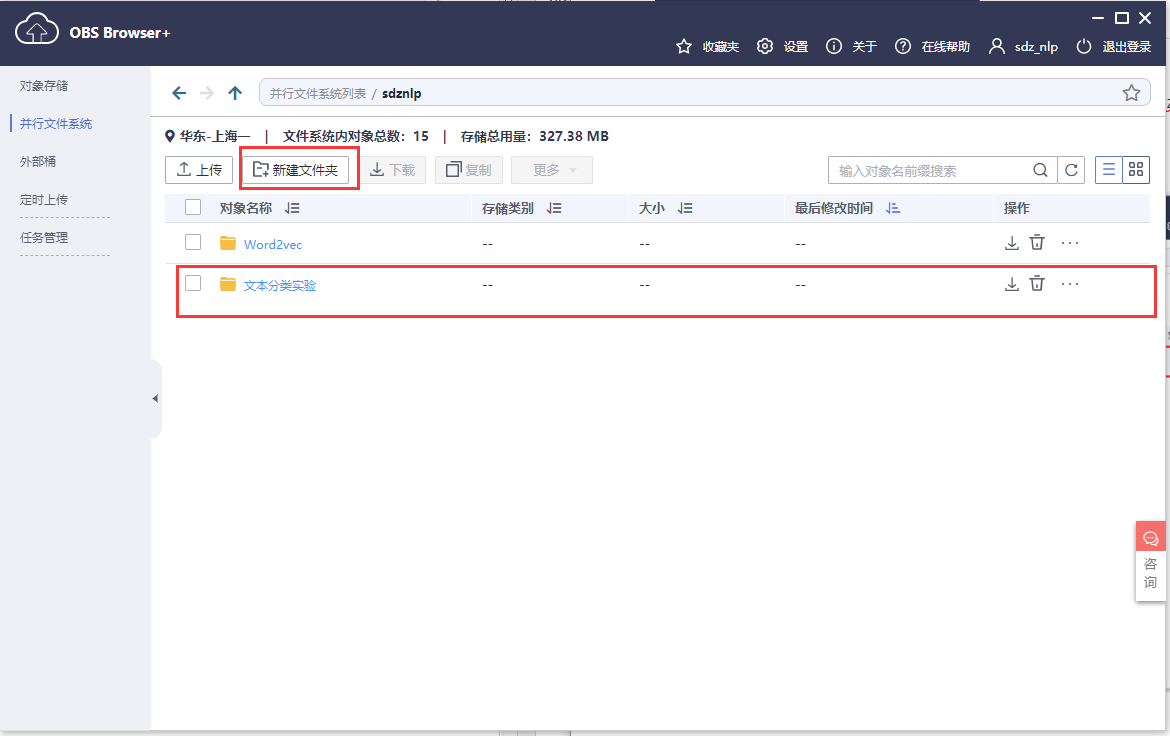 OBS Browser+
收藏夹 设置 关于 在线帮助 sdz_nlp 退出登录
对象存储
并行文件系统
外部桶
定时上传
任务管理
并行文件系统列表 / sdznlp
华东-上海一 | 文件系统内对象总数：15 | 存储总用量：327.38 MB
上传 新建文件夹 下载 复制 更多 输入对象名前缀搜索
对象名称 存储类别 大小 最后修改时间 操作
Word2vec -- -- -- ···
文本分类实验 -- -- -- ···
咨
询